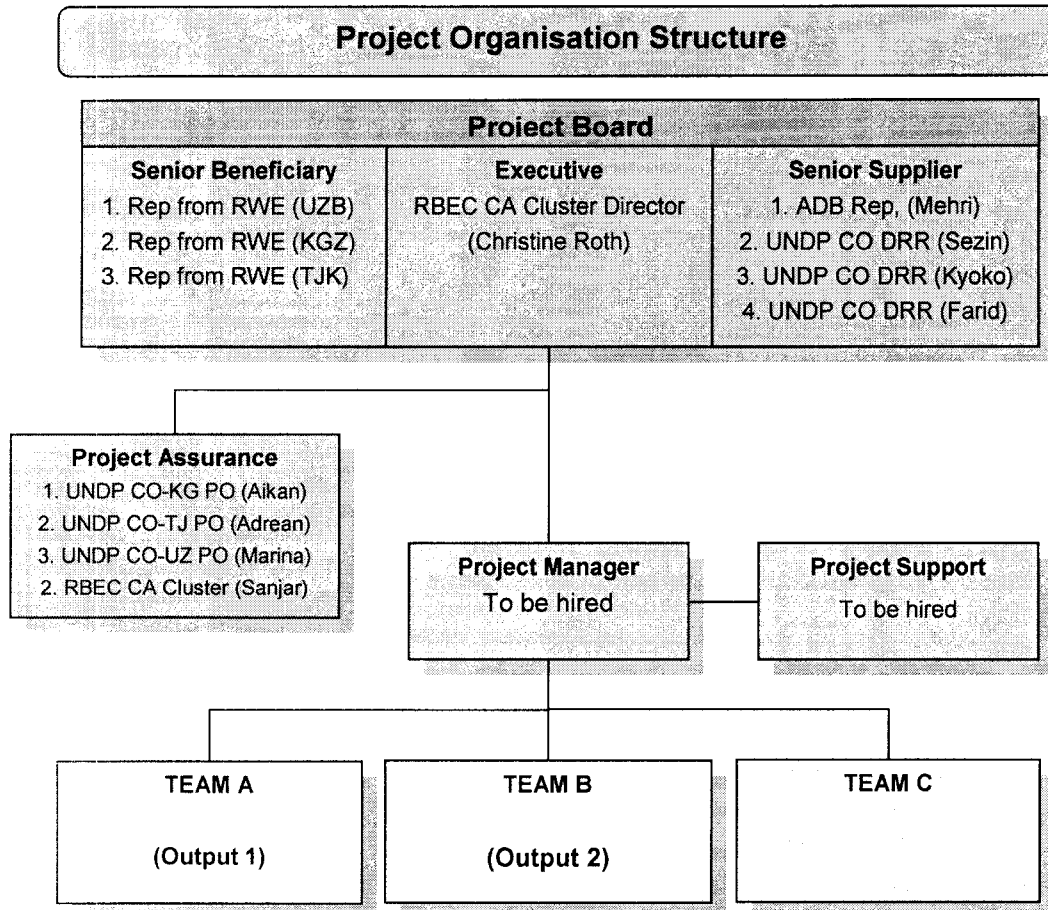 Project Organisation Structure
Project Board
Senior Beneficiary
1. Rep from RWE (UZB)
2. Rep from RWE (KGZ)
3. Rep from RWE (TJK)
Executive
RBEC CA Cluster Director
(Christine Roth)
Senior Supplier
1. ADB Rep, (Mehri)
2. UNDP CO DRR (Sezin)
3. UNDP CO DRR (Kyoko)
4. UNDP CO DRR (Farid)
Project Assurance
1. UNDP CO-KG PO (Aikan)
2. UNDP CO-TJ PO (Adrean)
3. UNDP CO-UZ PO (Marina)
2. RBEC CA Cluster (Sanjar)
Project Manager
To be hired
Project Support
To be hired
TEAM A
(Output 1)
TEAM B
(Output 2)
TEAM C